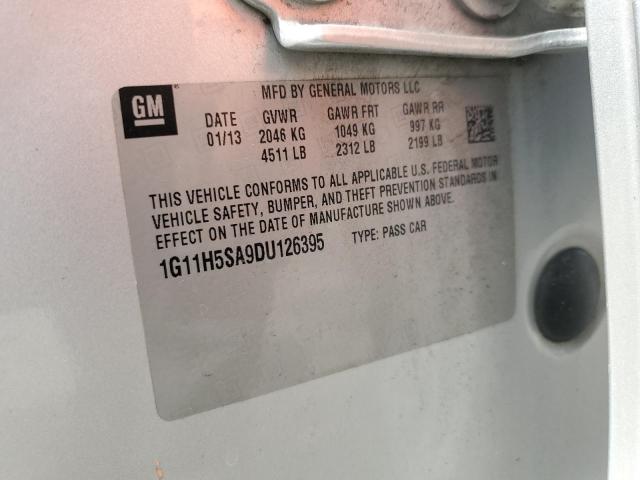 GM
MFD BY GENERAL MOTORS LLC
DATE GVWR GAWR FRT GAWR RR
01/13 2046 KG 1049 KG 997 KG
4511 LB 2312 LB 2199 LB
THIS VEHICLE CONFORMS TO ALL APPLICABLE U.S. FEDERAL MOTOR
VEHICLE SAFETY, BUMPER, AND THEFT PREVENTION STANDARDS IN
EFFECT ON THE DATE OF MANUFACTURE SHOWN ABOVE.
1G11H5SA9DU126395 TYPE: PASS CAR